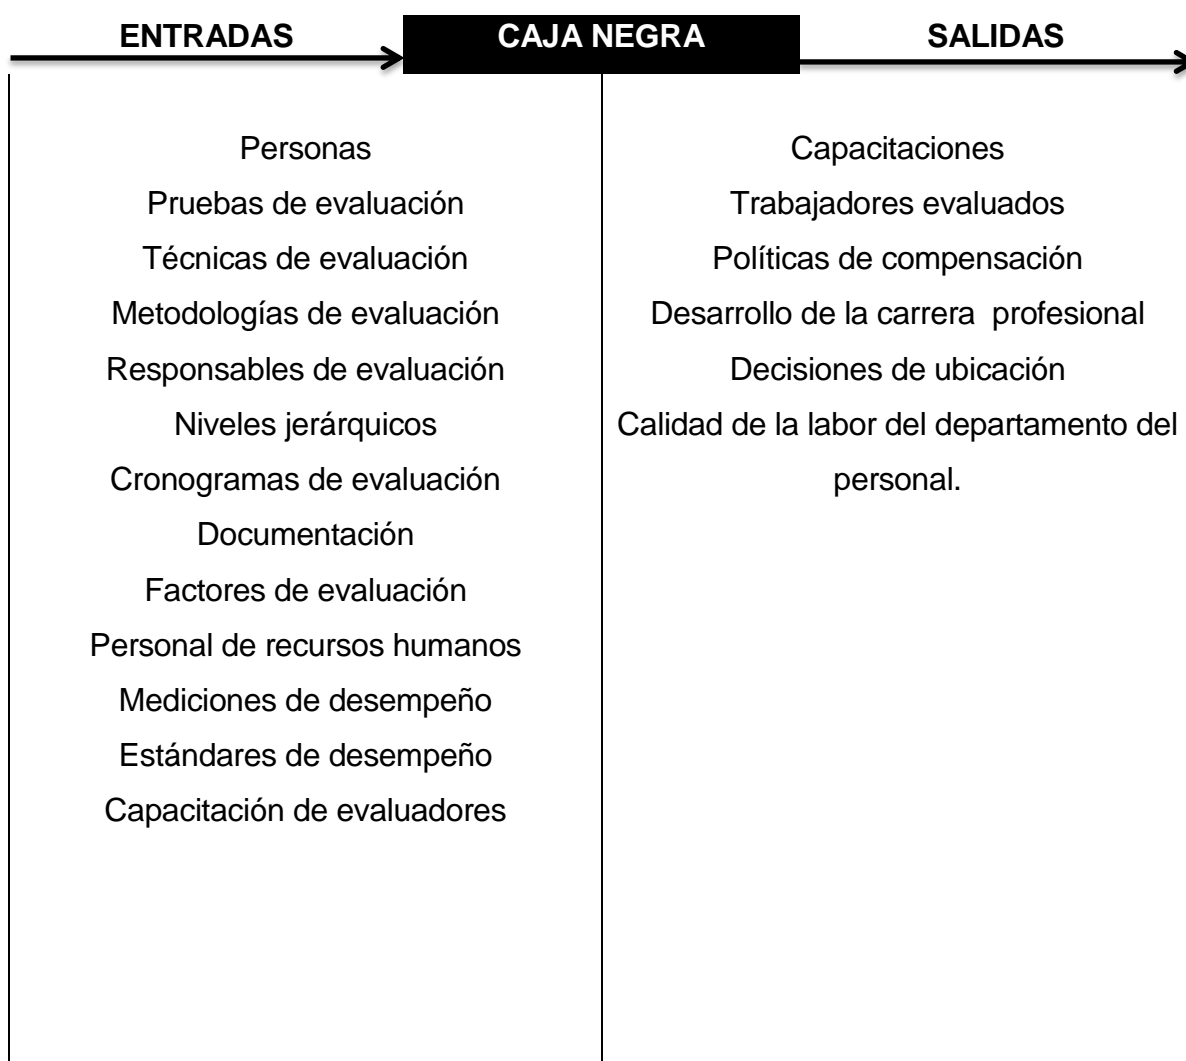 ENTRADAS
CAJA NEGRA
SALIDAS
Personas
Pruebas de evaluación
Técnicas de evaluación
Metodologías de evaluación
Responsables de evaluación
Niveles jerárquicos
Cronogramas de evaluación
Documentación
Factores de evaluación
Personal de recursos humanos
Mediciones de desempeño
Estándares de desempeño
Capacitación de evaluadores
Capacitaciones
Trabajadores evaluados
Políticas de compensación
Desarrollo de la carrera  profesional
Decisiones de ubicación
Calidad de la labor del departamento del
personal.